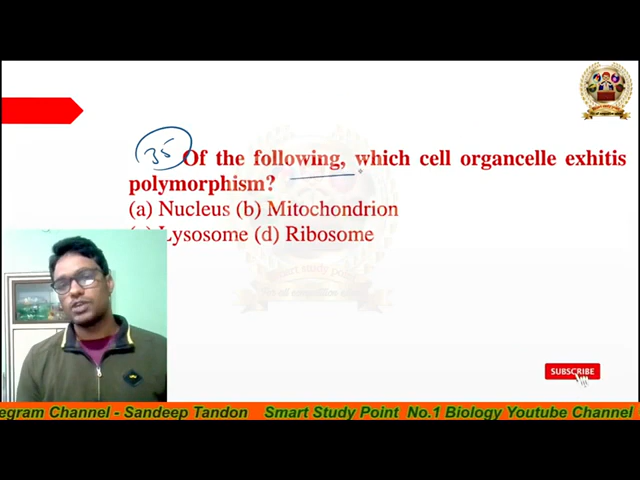 35
Of the following, which cell organcelle exhitis
polymorphism?
(a) Nucleus (b) Mitochondrion
Lysosome (d) Ribosome
SUBSCRIBE
egram Channel - Sandeep Tandon Smart Study Point No.1 Biology Youtube Channel